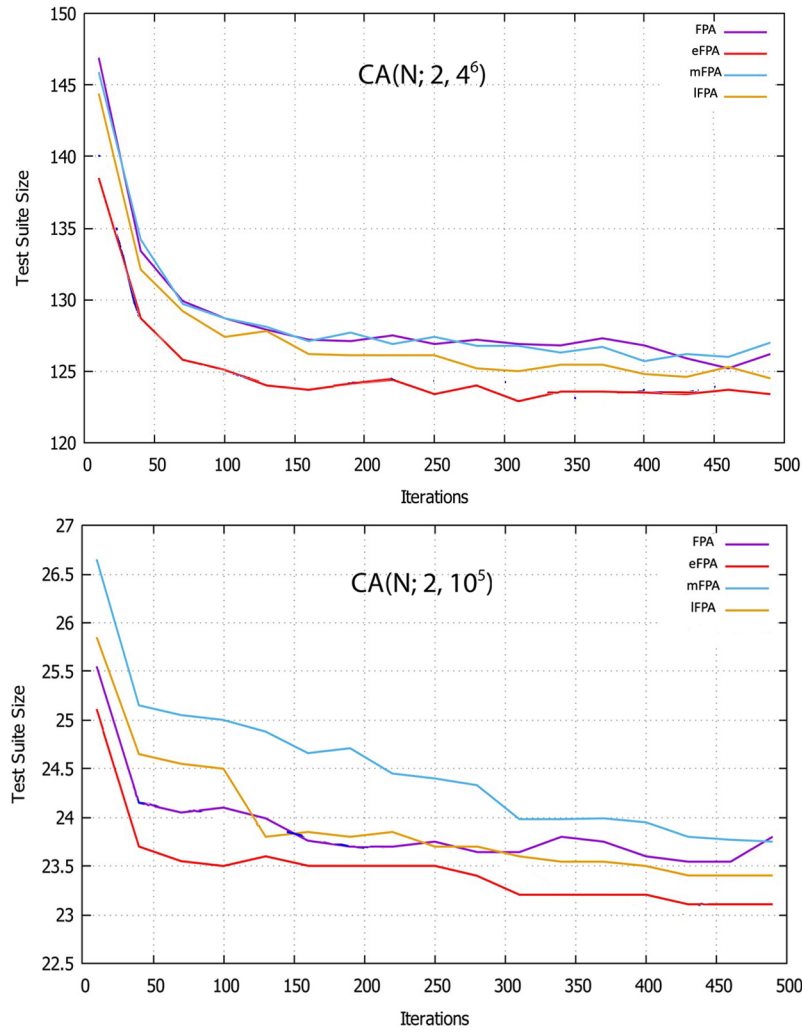 150
145
140
135
130
125
120
Test Suite Size
CA(N; 2, 4⁶)
FPA
eFPA
mFPA
lFPA
0 50 100 150 200 250 300 350 400 450 500
Iterations
27
26.5
26
25.5
25
24.5
24
23.5
23
22.5
Test Suite Size
CA(N; 2, 10⁵)
FPA
eFPA
mFPA
lFPA
0 50 100 150 200 250 300 350 400 450 500
Iterations